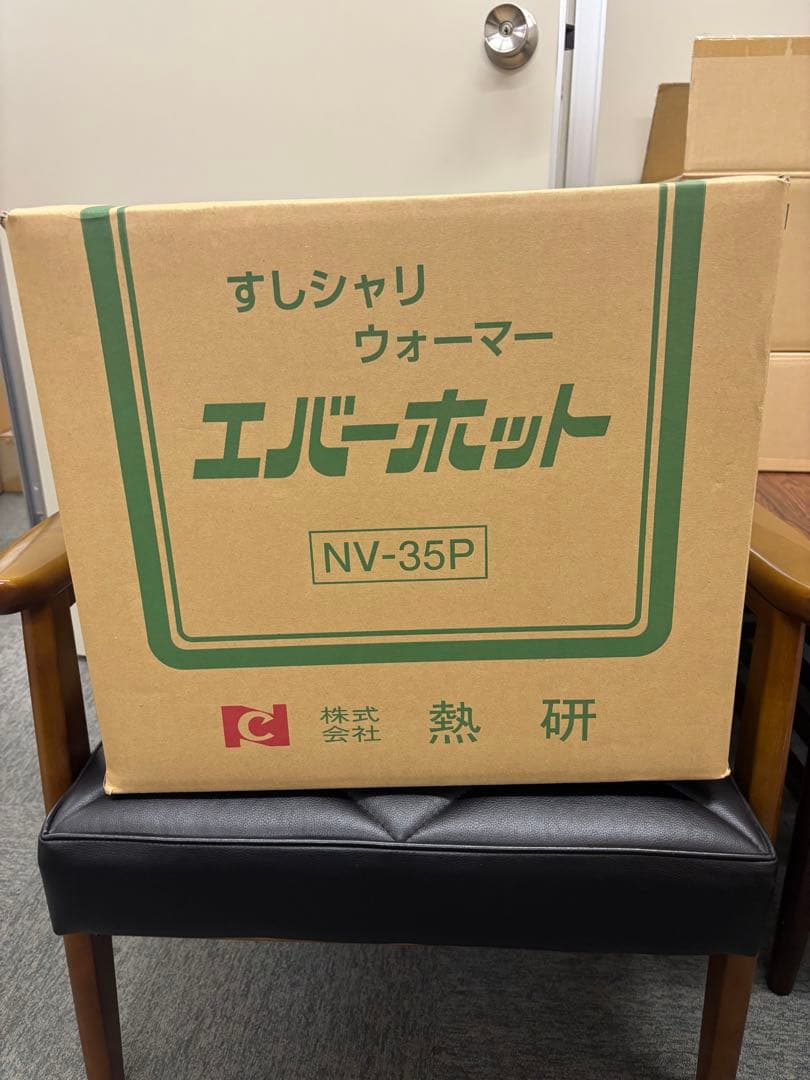 すしシャリ
ウォーマー
エバーホット
NV-35P
C 株式会社 熱研